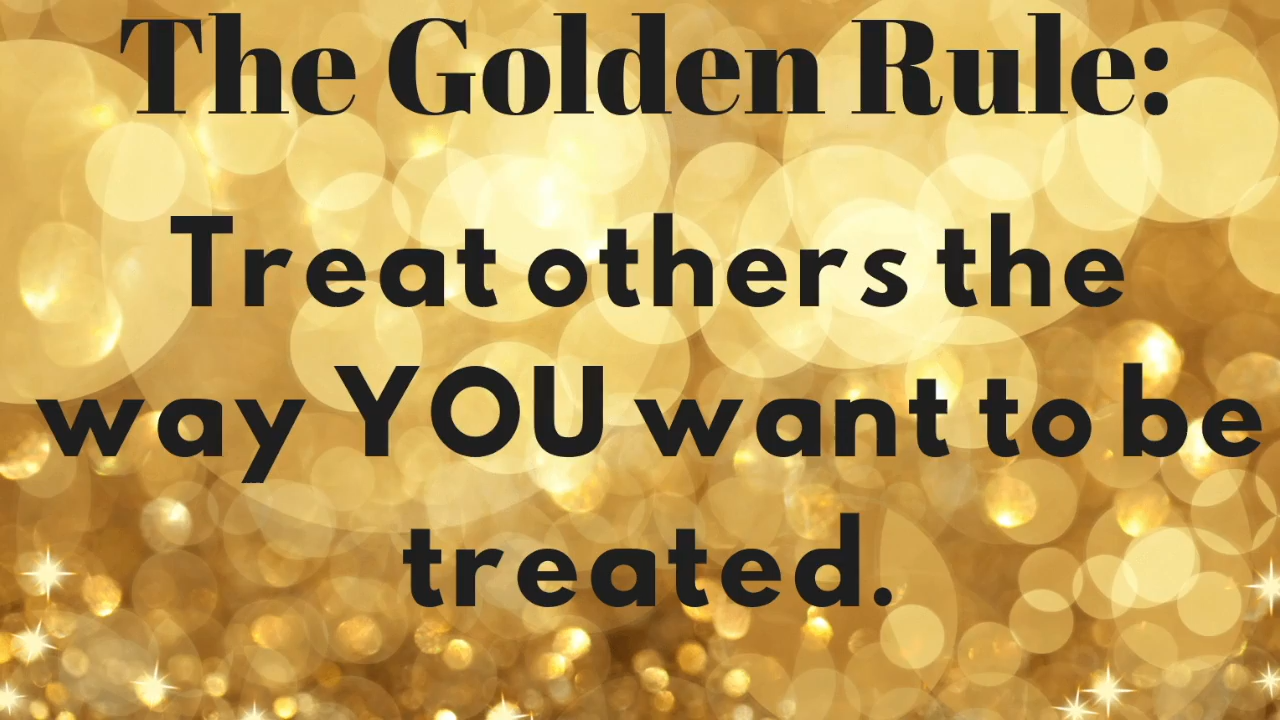 The Golden Rule:
Treat others the
way YOU want to be
treated.